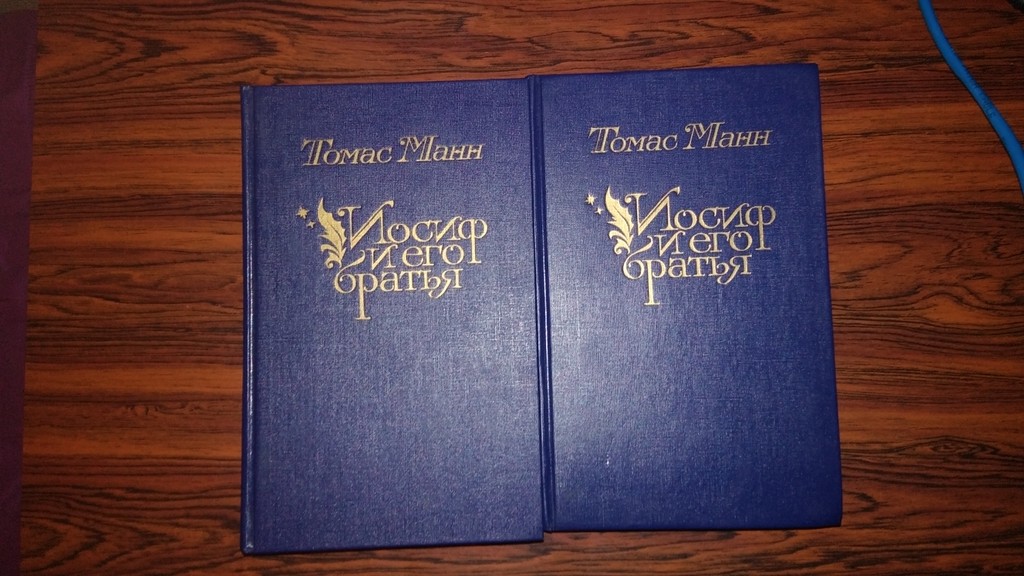 Томас Манн
Иосиф
и его
братья
Томас Манн
Иосиф
и его
братья